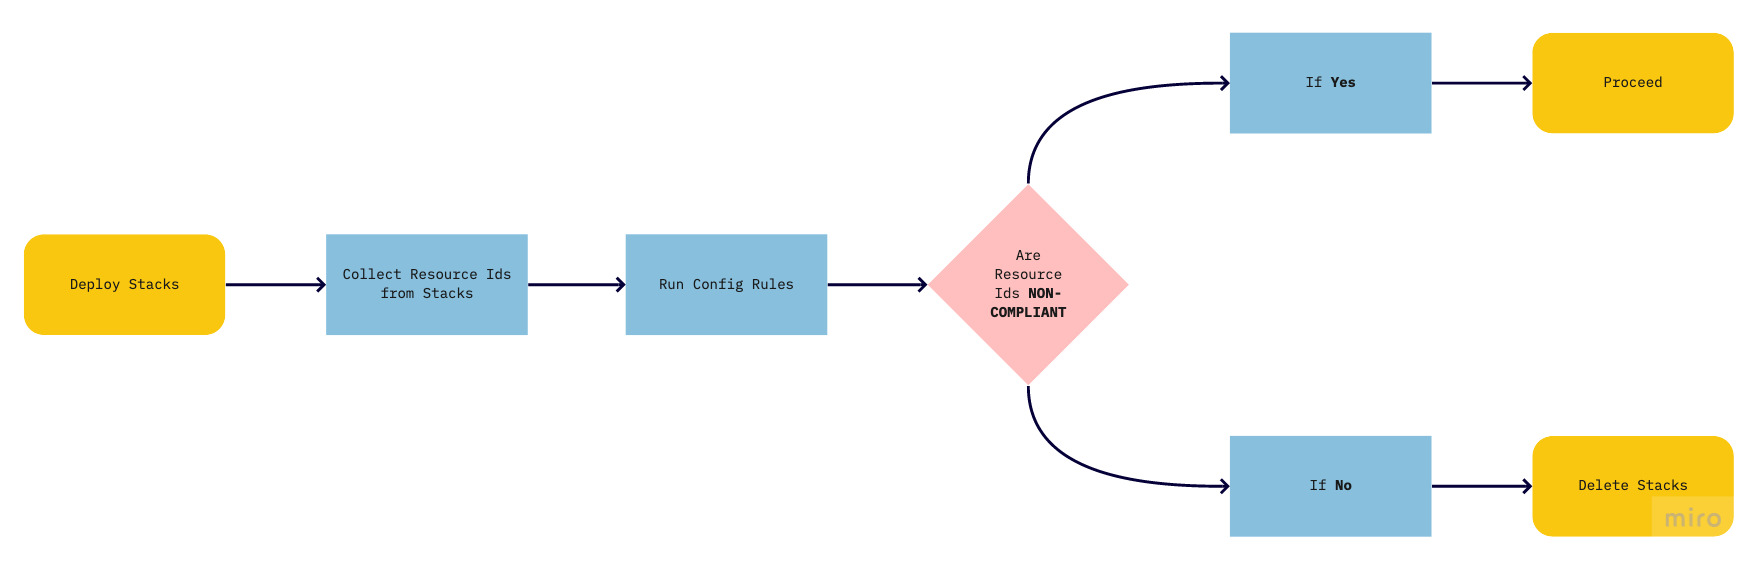 Deploy Stacks
Collect Resource Ids
from Stacks
Run Config Rules
Are
Resource
Ids NON-
COMPLIANT
If Yes
Proceed
If No
Delete Stacks
miro